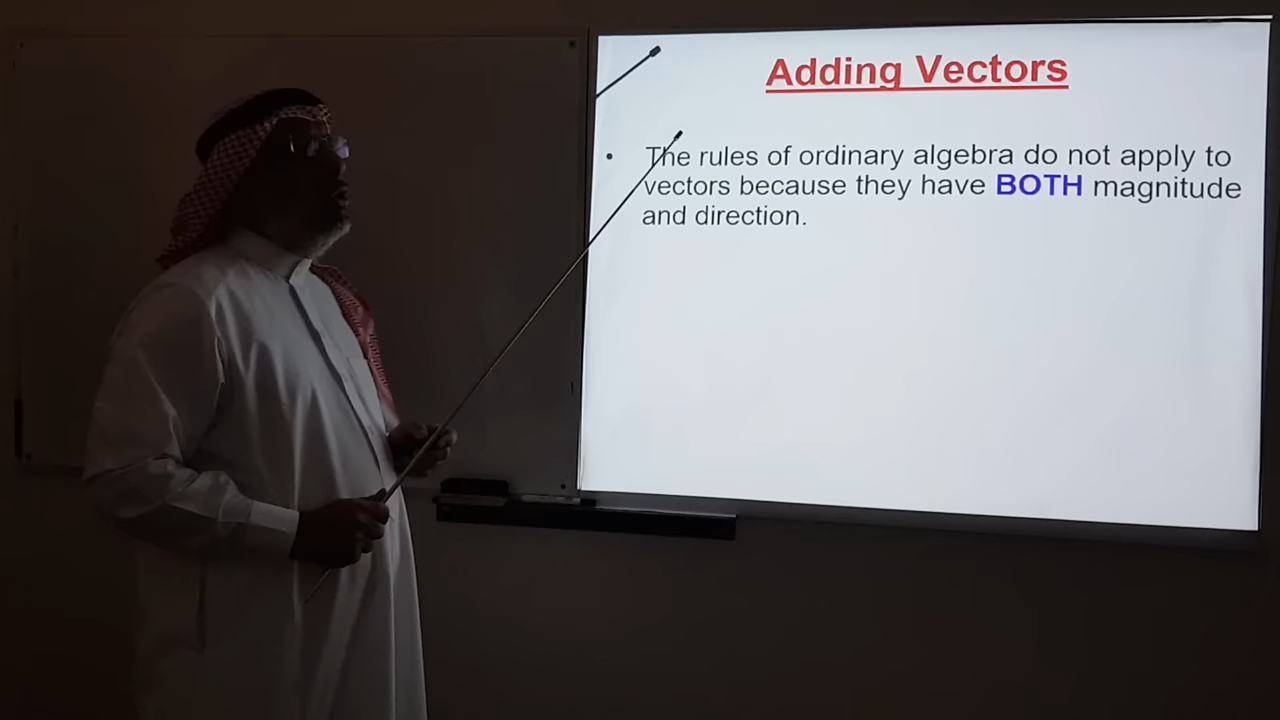 Adding Vectors
• The rules of ordinary algebra do not apply to
vectors because they have BOTH magnitude
and direction.